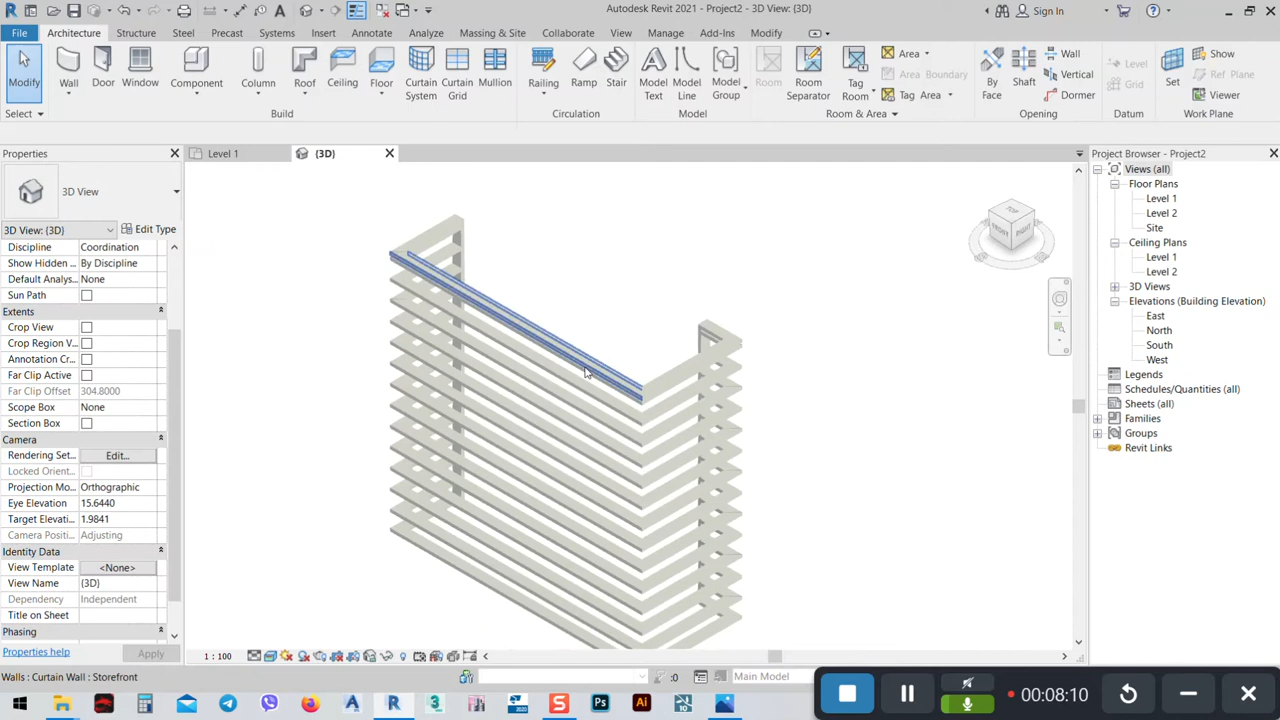 Autodesk Revit 2021 - Project2 - 3D View: {3D}
Sign In
File Architecture Structure Steel Precast Systems Insert Annotate Analyze Massing & Site Collaborate View Manage Add-Ins Modify
Modify Wall Door Window Component Column Roof Ceiling Floor Curtain System Curtain Grid Mullion Railing Ramp Stair Model Text Model Line Model Group Room Room Separator Tag Room
Area
Area Boundary
Tag Area
By Face Shaft
Wall
Vertical
Dormer
Level
Grid
Set
Show
Ref Plane
Viewer
Select Build Circulation Model Room & Area Opening Datum Work Plane
Properties
Level 1 {3D}
Project Browser - Project2
3D View
3D View: {3D} Edit Type
Discipline Coordination
Show Hidden ... By Discipline
Default Analys... None
Sun Path
Extents
Crop View
Crop Region V...
Annotation Cr...
Far Clip Active
Far Clip Offset 304.8000
Scope Box None
Section Box
Camera
Rendering Set... Edit...
Locked Orient...
Projection Mo... Orthographic
Eye Elevation 15.6440
Target Elevati... 1.9841
Camera Positi... Adjusting
Identity Data
View Template <None>
View Name {3D}
Dependency Independent
Title on Sheet
Phasing
Properties help Apply
TOP
FRONT RIGHT
Views (all)
Floor Plans
Level 1
Level 2
Site
Ceiling Plans
Level 1
Level 2
3D Views
Elevations (Building Elevation)
East
North
South
West
Legends
Schedules/Quantities (all)
Sheets (all)
Families
Groups
Revit Links
1 : 100
Walls : Curtain Wall : Storefront
:0 Main Model
00:08:10